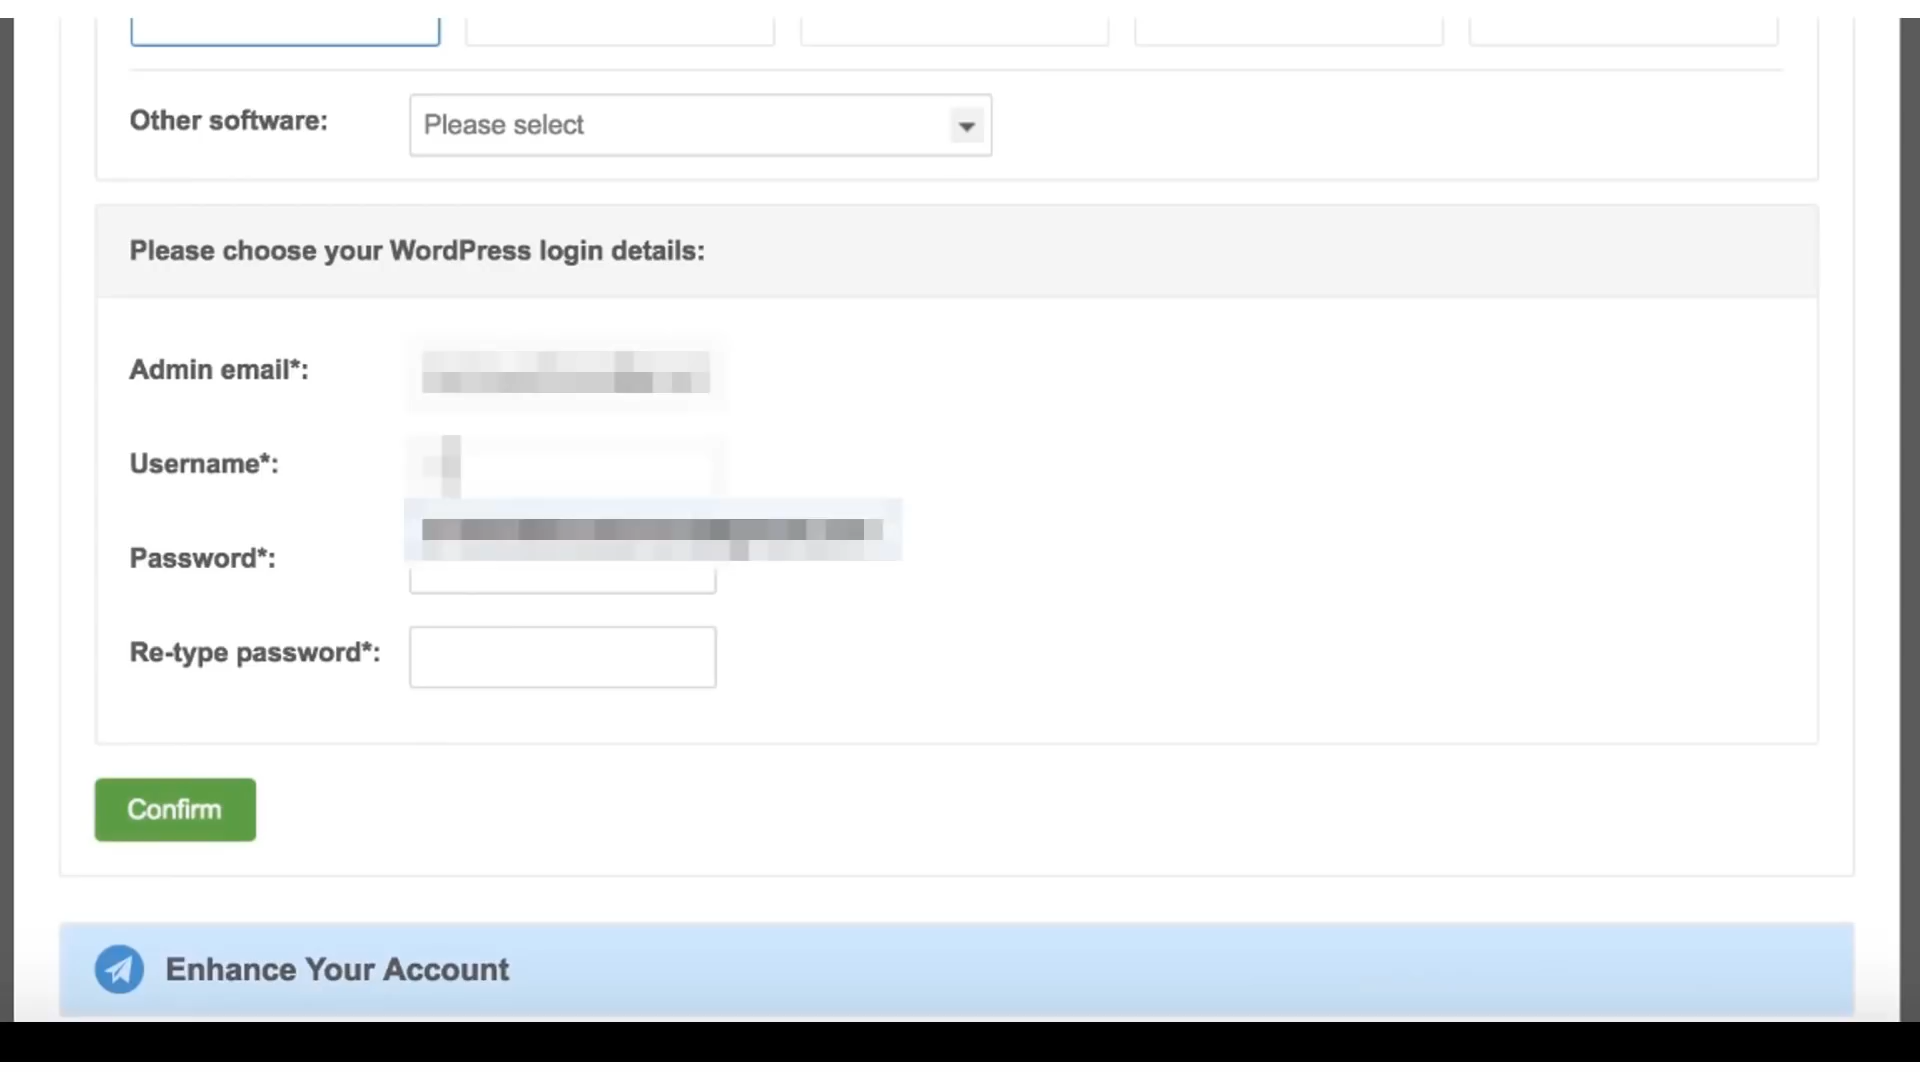 Other software:
Please select
Please choose your WordPress login details:
Admin email*:
Username*:
Password*:
Re-type password*:
Confirm
Enhance Your Account